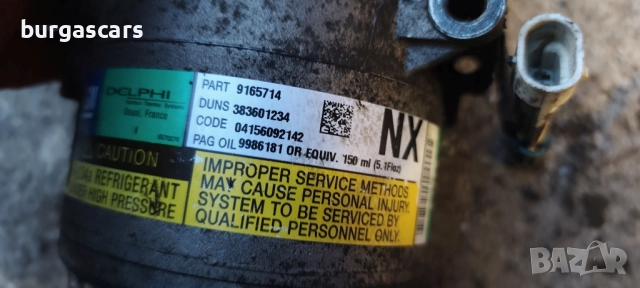 burgascars
DELPHI
Gouni, France
PART 9165714
DUNS 383601234
CODE 04156092142
PAG OIL 9986181 OR EQUIV. 150 ml (5.1Floz)
NX
CAUTION
REFRIGERANT
HIGH PRESSURE
IMPROPER SERVICE METHODS
MAY CAUSE PERSONAL INJURY.
SYSTEM TO BE SERVICED BY
QUALIFIED PERSONNEL ONLY.
BAZAR